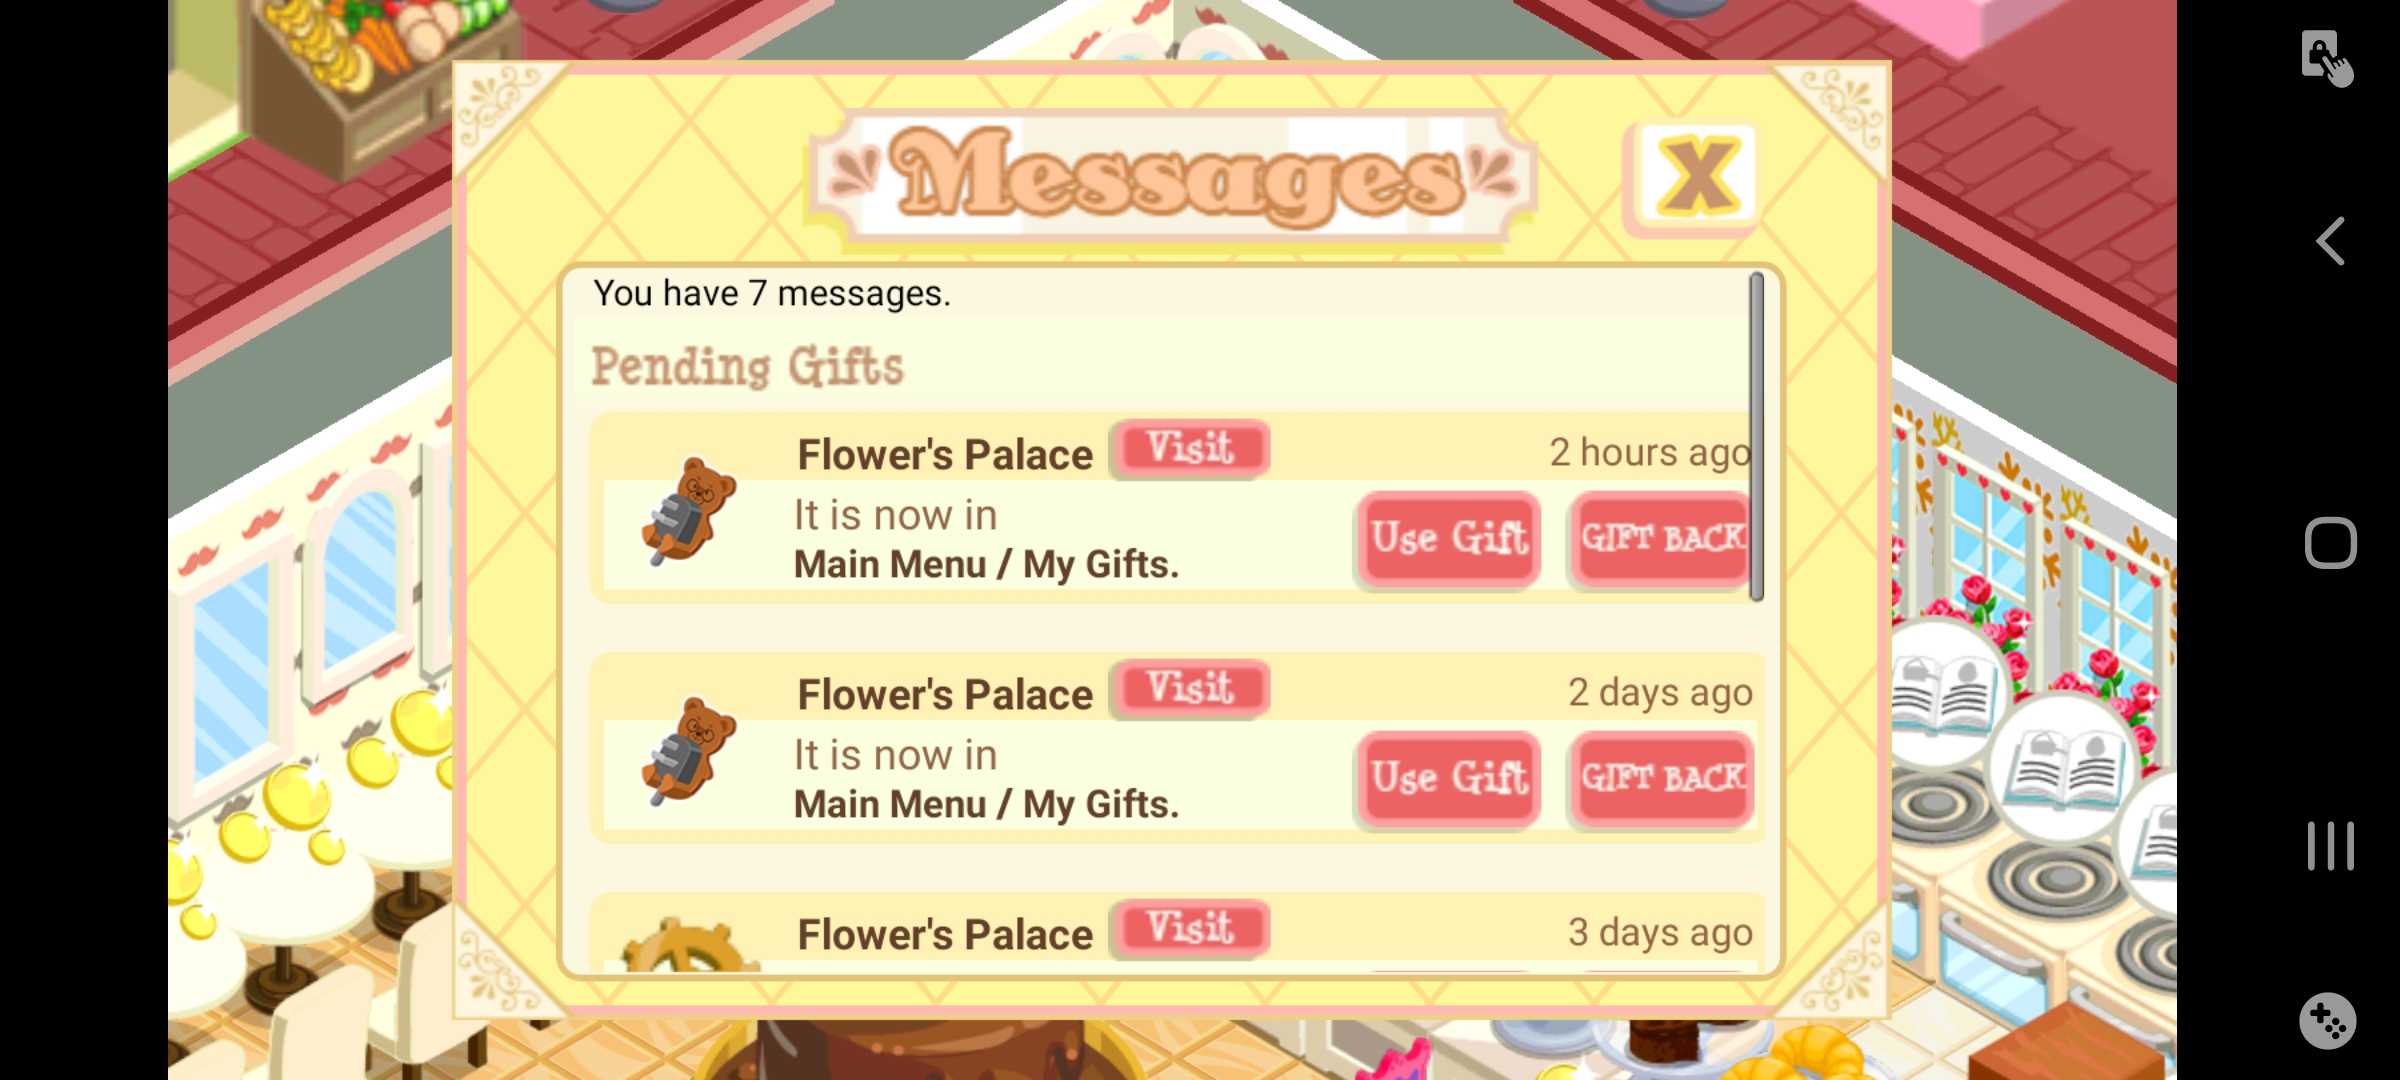 Messages
X
You have 7 messages.
Pending Gifts
Flower's Palace Visit 2 hours ago
It is now in
Main Menu / My Gifts.
Use Gift GIFT BACK
Flower's Palace Visit 2 days ago
It is now in
Main Menu / My Gifts.
Use Gift GIFT BACK
Flower's Palace Visit 3 days ago